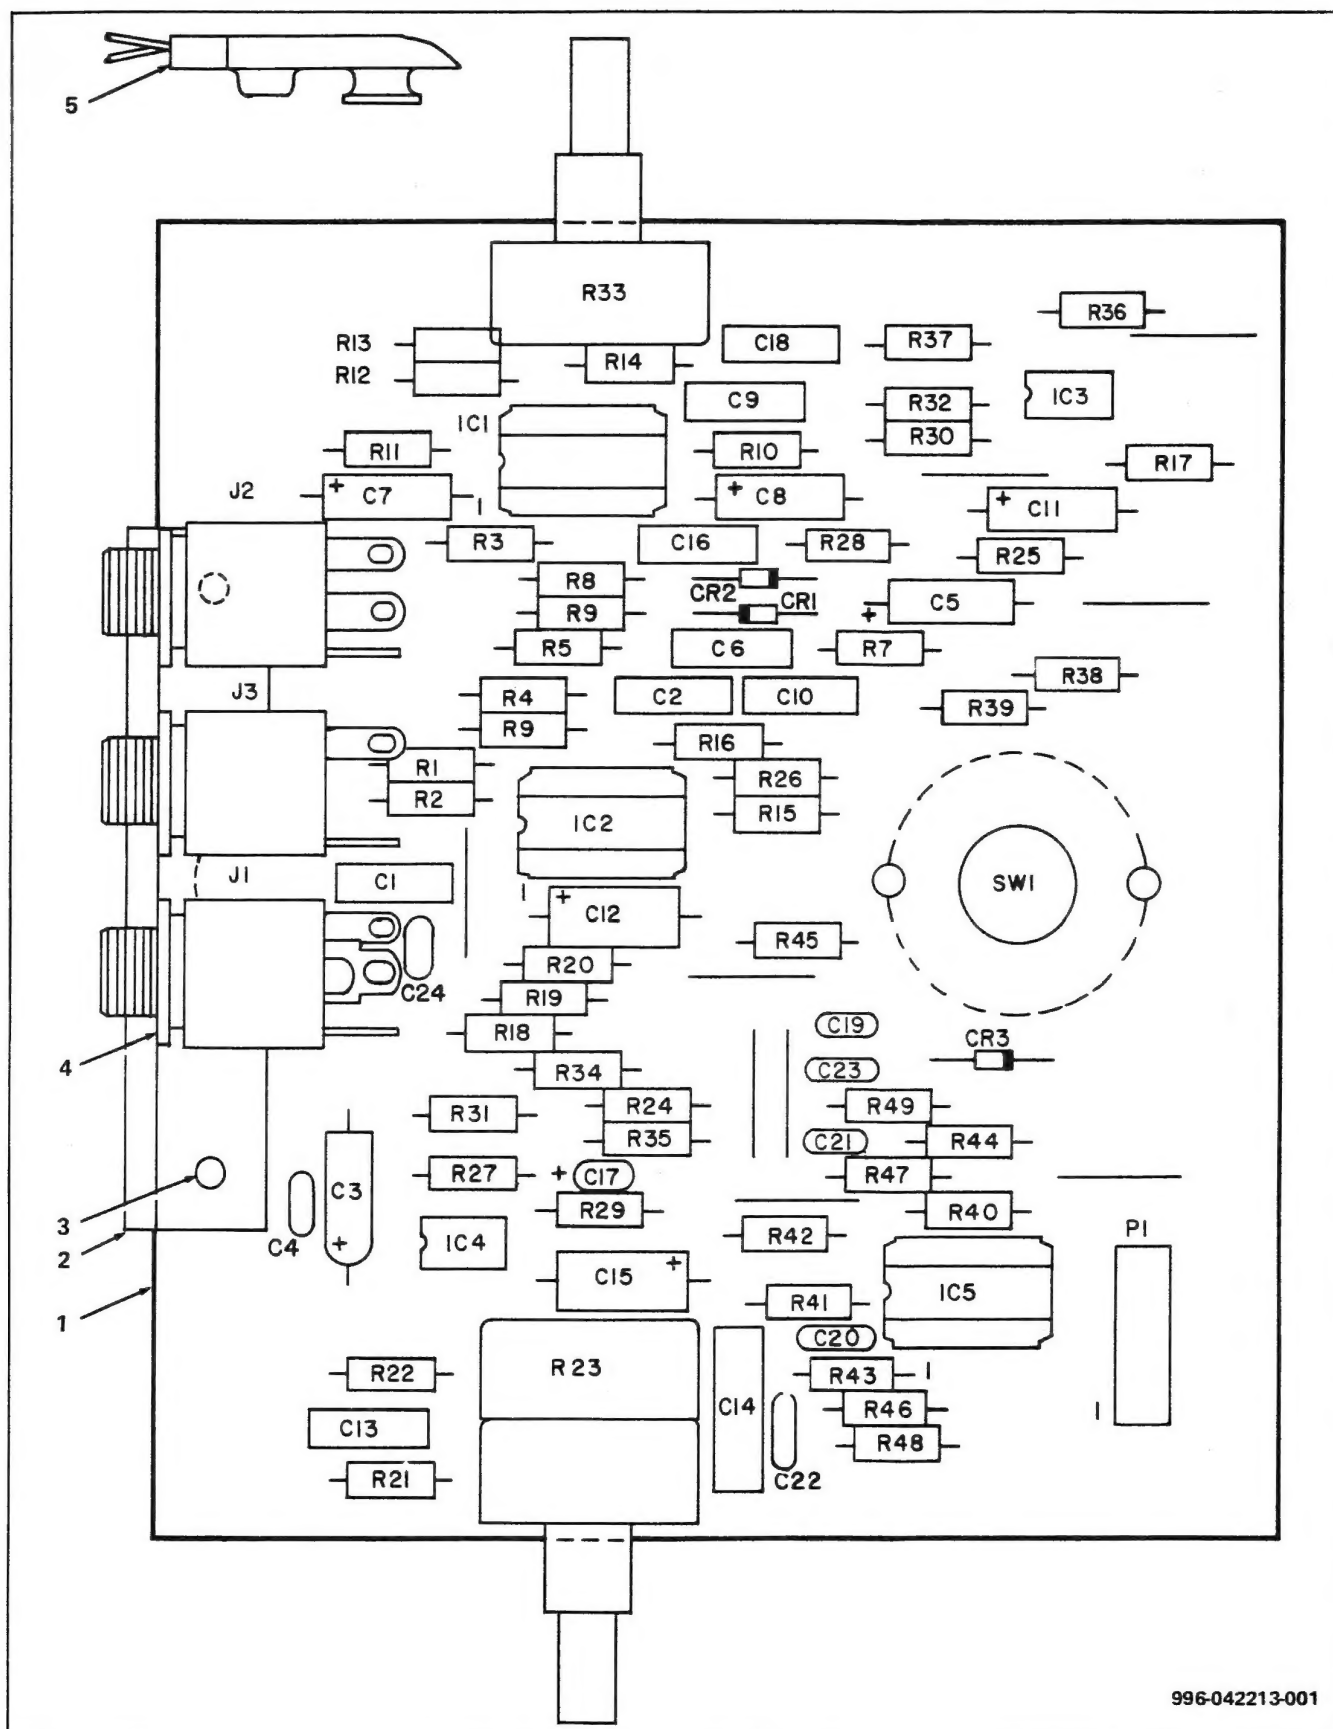 5
R33
R36
R13
C18
R37
R14
R12
IC3
C9
R32
IC1
R30
R11
R10
R17
J2
+ C7
+ C8
+ C11
1
R3
C16
R28
R25
R8
CR2
CR1
C5
R9
+
R5
C6
R7
R38
J3
R4
C2
C10
R39
R9
R16
R1
R26
R2
R15
IC2
J1
C1
SW1
1
+ C12
R45
R20
C24
R19
R18
C19
CR3
4
R34
C23
R31
R24
R49
R35
C21
R44
R27
+ C17
R47
C3
3
R29
R40
2
C4
+
IC4
R42
P1
C15 +
IC5
1
R41
C20
R23
R22
R43
1
C14
R46
1
C13
R48
R21
C22
996-042213-001